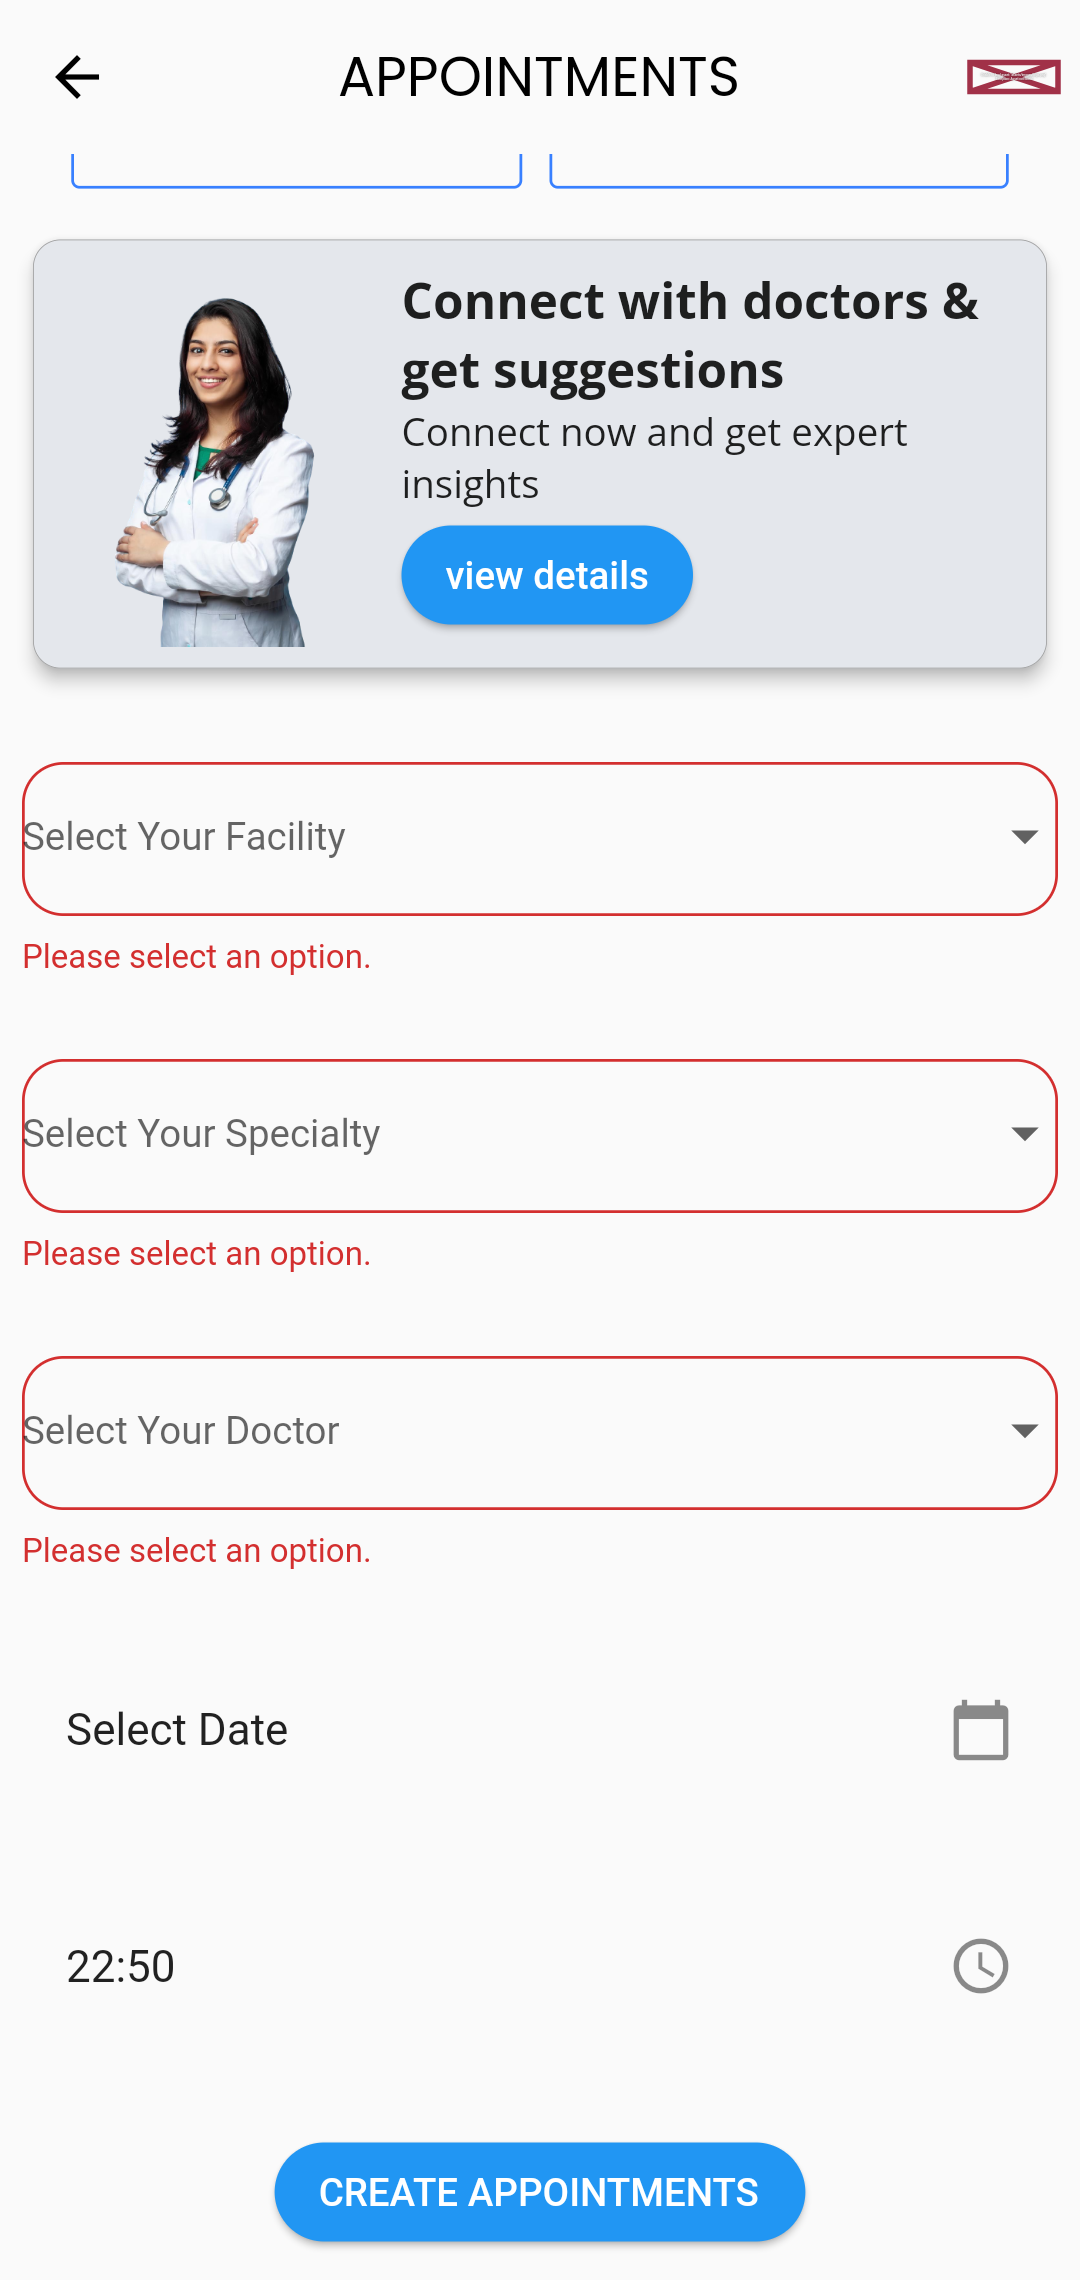 APPOINTMENTS
Connect with doctors &
get suggestions
Connect now and get expert
insights
view details
Select Your Facility
Please select an option.
Select Your Specialty
Please select an option.
Select Your Doctor
Please select an option.
Select Date
22:50
CREATE APPOINTMENTS